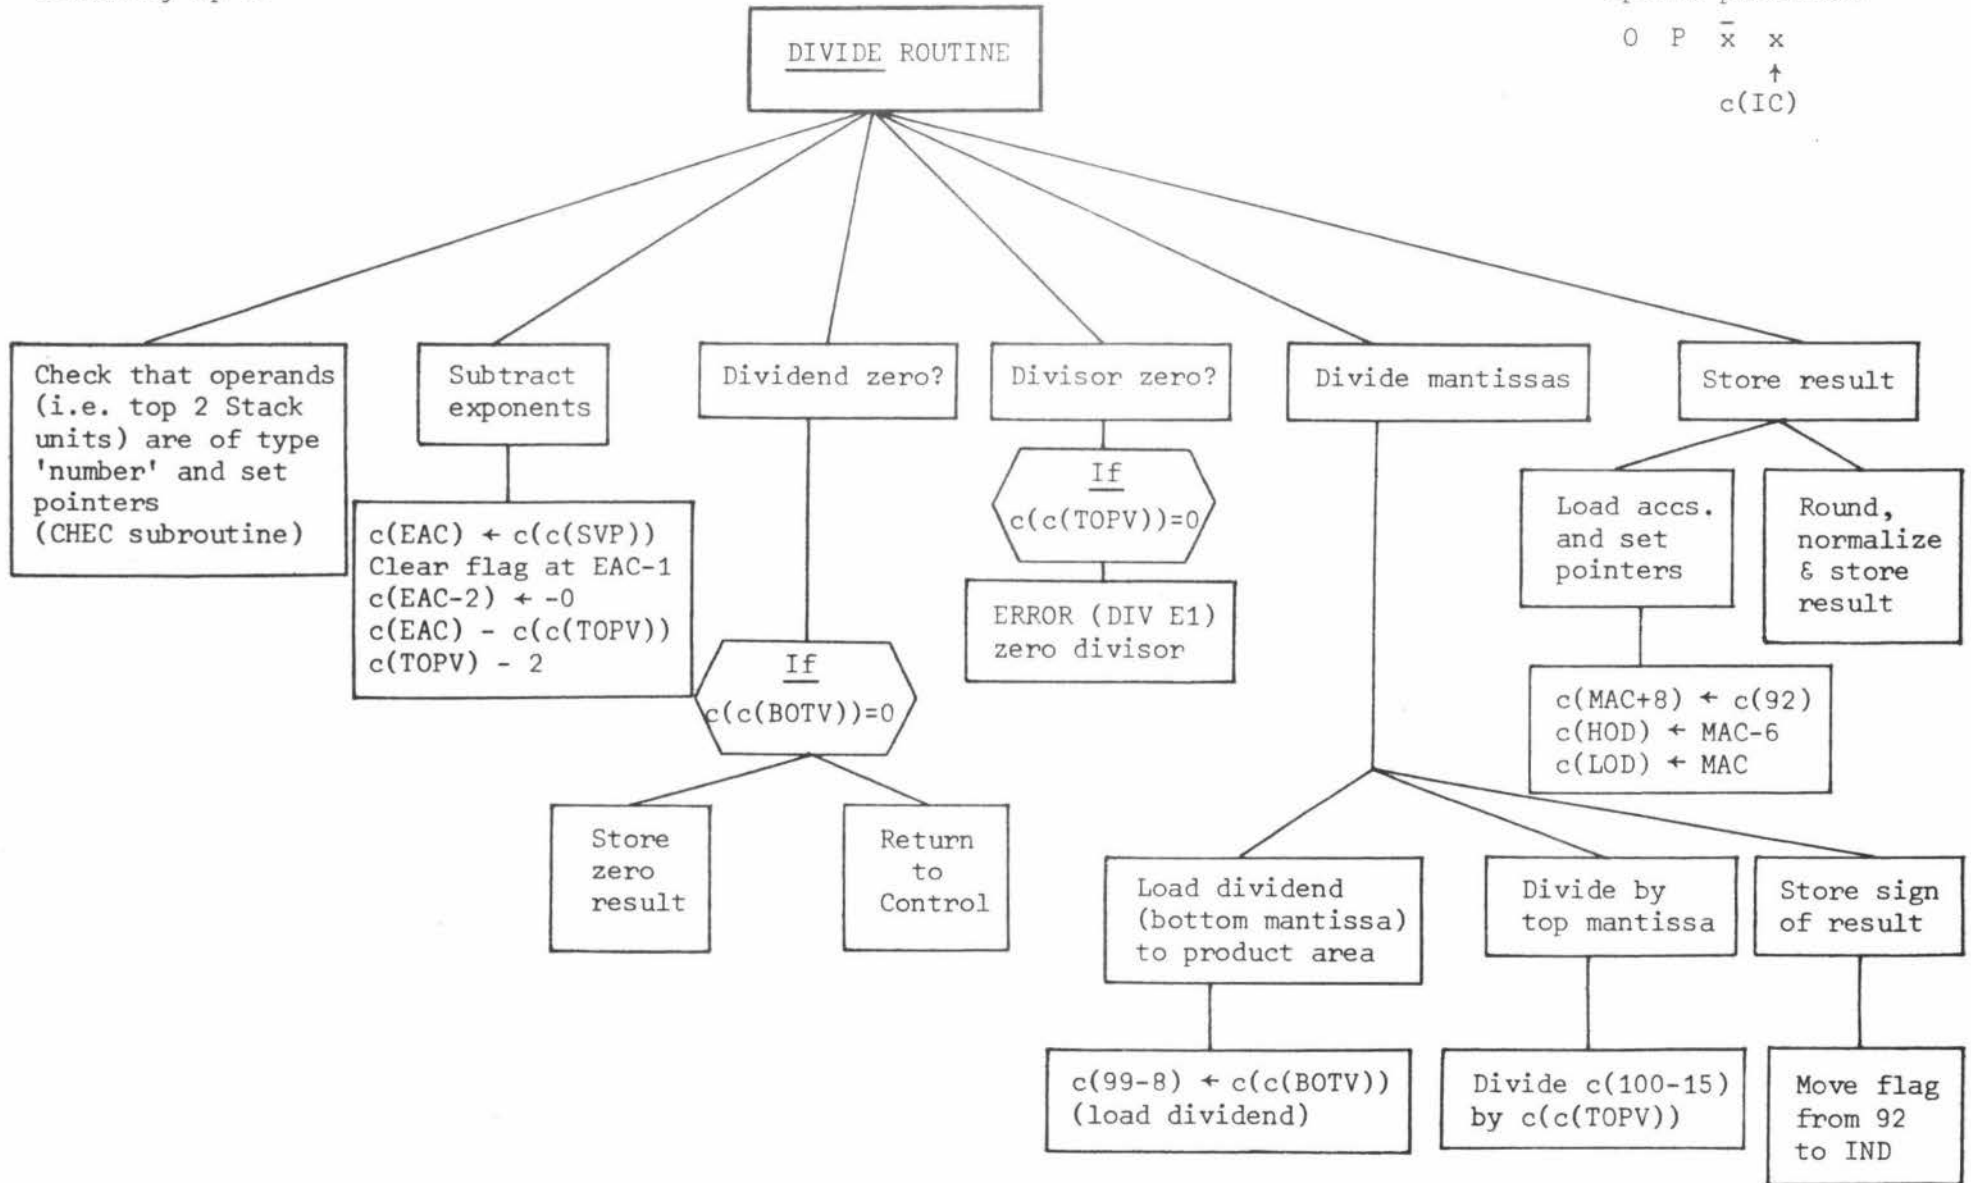 O P x̄ x
↑
c(IC)
DIVIDE ROUTINE
Check that operands
(i.e. top 2 Stack
units) are of type
'number' and set
pointers
(CHEC subroutine)
Subtract
exponents
c(EAC) ← c(c(SVP))
Clear flag at EAC-1
c(EAC-2) ← -0
c(EAC) - c(c(TOPV))
c(TOPV) - 2
Dividend zero?
If
c(c(BOTV))=0
Store
zero
result
Return
to
Control
Divisor zero?
If
c(c(TOPV))=0
ERROR (DIV E1)
zero divisor
Divide mantissas
Load dividend
(bottom mantissa)
to product area
c(99-8) ← c(c(BOTV))
(load dividend)
Divide by
top mantissa
Divide c(100-15)
by c(c(TOPV))
Store sign
of result
Move flag
from 92
to IND
Store result
Load accs.
and set
pointers
c(MAC+8) ← c(92)
c(HOD) ← MAC-6
c(LOD) ← MAC
Round,
normalize
& store
result